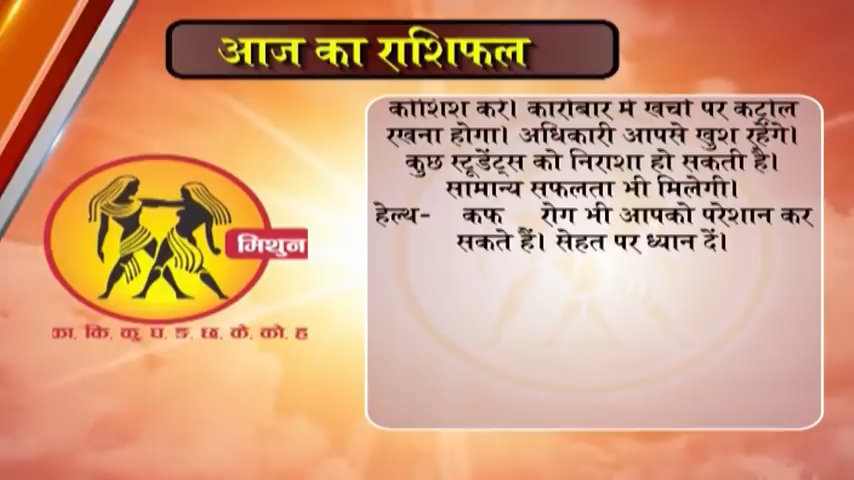 आज का राशिफल
कोशिश करें। कारोबार में खर्चों पर कंट्रोल
रखना होगा। अधिकारी आपसे खुश रहेंगे।
कुछ स्टूडेंट्स को निराशा हो सकती है।
सामान्य सफलता भी मिलेगी।
हेल्थ- कफ रोग भी आपको परेशान कर
सकते हैं। सेहत पर ध्यान दें।
मिथुन
का. कि. कु. घ. ङ. छ. के. को. ह